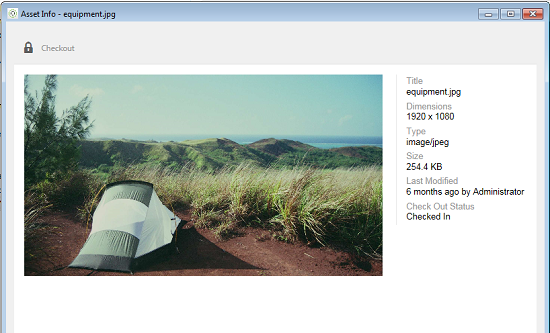 Asset Info - equipment.jpg
Checkout
Title
equipment.jpg
Dimensions
1920 x 1080
Type
image/jpeg
Size
254.4 KB
Last Modified
6 months ago by Administrator
Check Out Status
Checked In